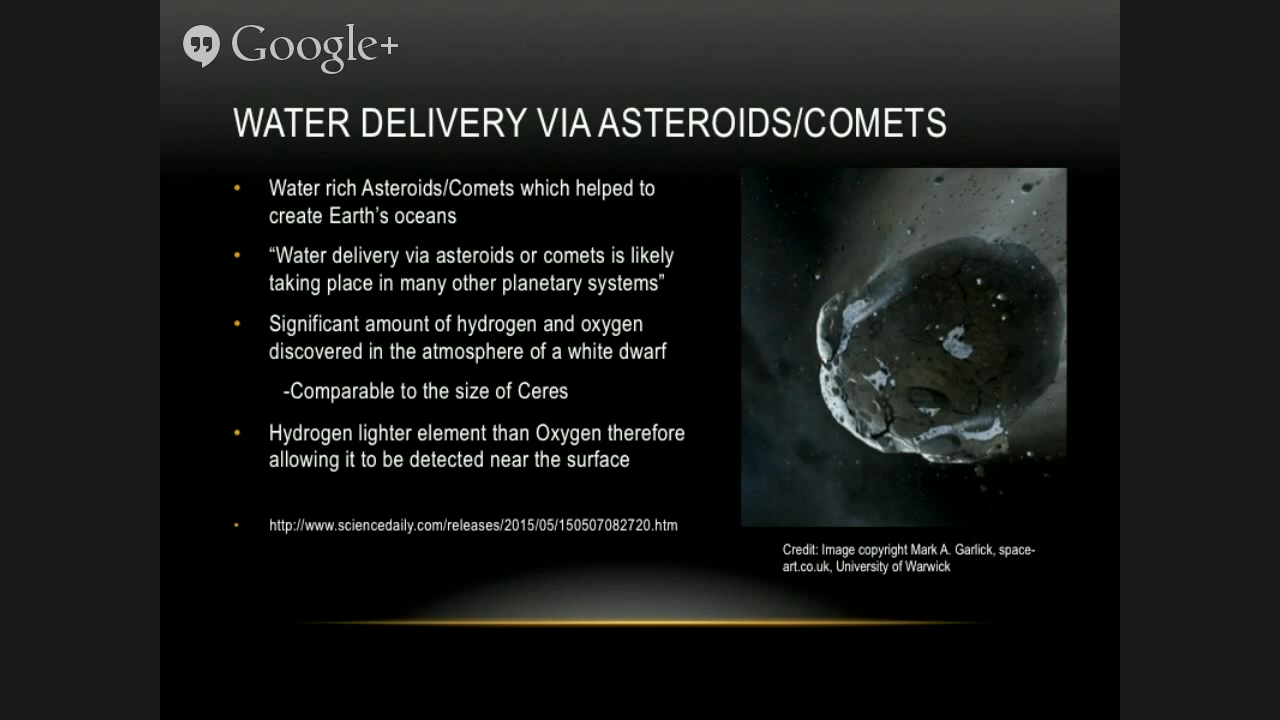 Google+
WATER DELIVERY VIA ASTEROIDS/COMETS
• Water rich Asteroids/Comets which helped to
create Earth’s oceans
• “Water delivery via asteroids or comets is likely
taking place in many other planetary systems”
• Significant amount of hydrogen and oxygen
discovered in the atmosphere of a white dwarf
-Comparable to the size of Ceres
• Hydrogen lighter element than Oxygen therefore
allowing it to be detected near the surface
• http://www.sciencedaily.com/releases/2015/05/150507082720.htm
Credit: Image copyright Mark A. Garlick, space-
art.co.uk, University of Warwick